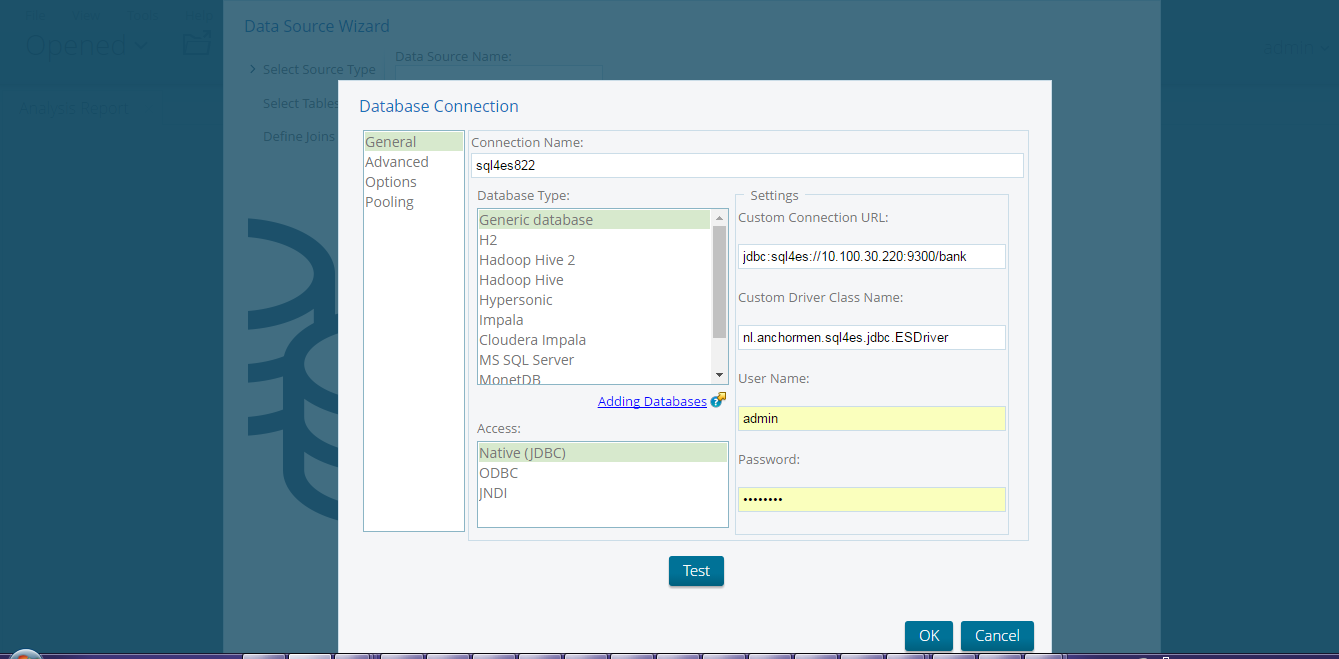 Opened
admin
Analysis Report
Data Source Wizard
Data Source Name:
Select Source Type
Select Tables
Define Joins
Database Connection
General
Advanced
Options
Pooling
Connection Name:
sql4es822
Database Type:
Generic database
H2
Hadoop Hive 2
Hadoop Hive
Hypersonic
Impala
Cloudera Impala
MS SQL Server
MonetDB
Adding Databases
Access:
Native (JDBC)
ODBC
JNDI
Settings
Custom Connection URL:
jdbc:sql4es://10.100.30.220:9300/bank
Custom Driver Class Name:
nl.anchormen.sql4es.jdbc.ESDriver
User Name:
admin
Password:
••••••••
Test
OK
Cancel